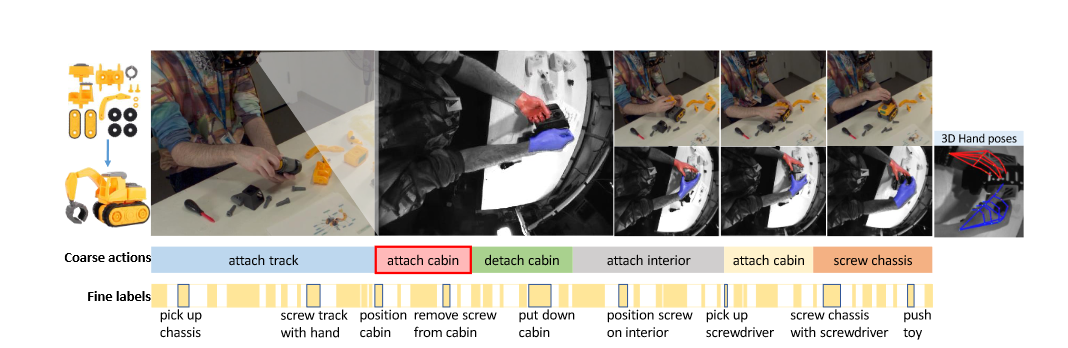 3D Hand poses
Coarse actions
attach track
attach cabin
detach cabin
attach interior
attach cabin
screw chassis
Fine labels
pick up
chassis
screw track
with hand
position
cabin
remove screw
from cabin
put down
cabin
position screw
on interior
pick up
screwdriver
screw chassis
with screwdriver
push
toy